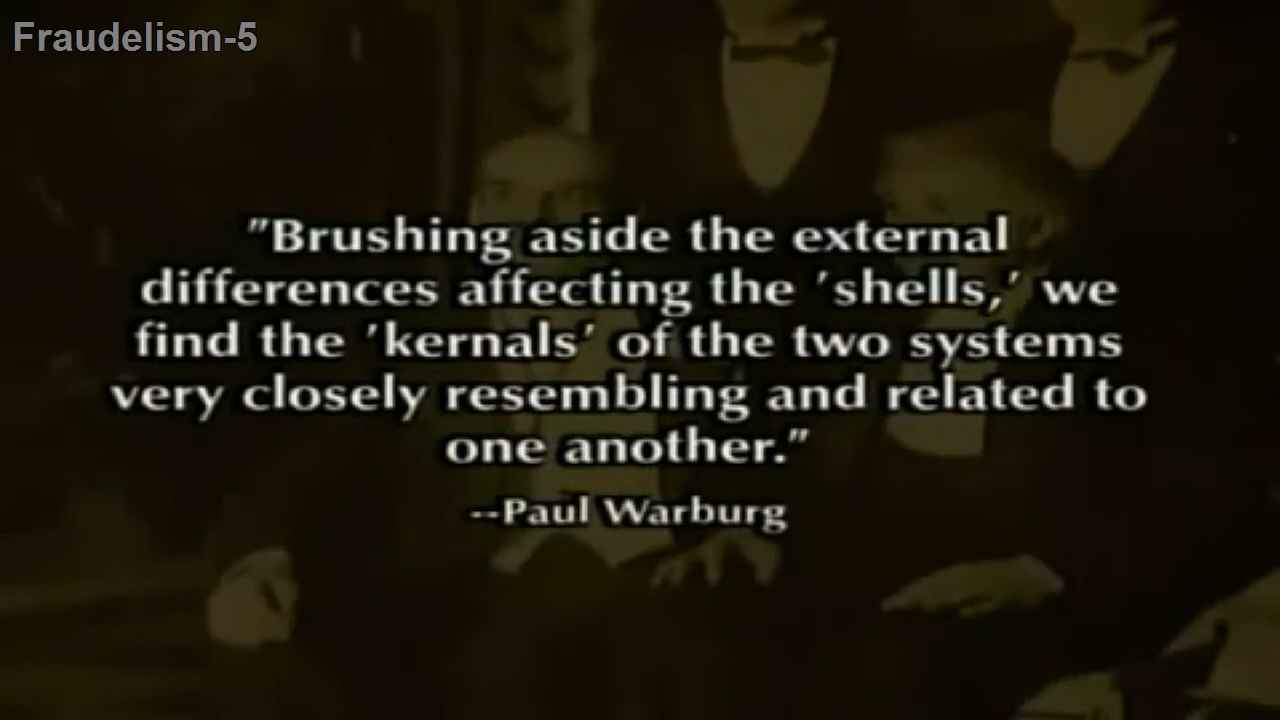 Fraudelism-5
"Brushing aside the external
differences affecting the 'shells,' we
find the 'kernals' of the two systems
very closely resembling and related to
one another."
--Paul Warburg